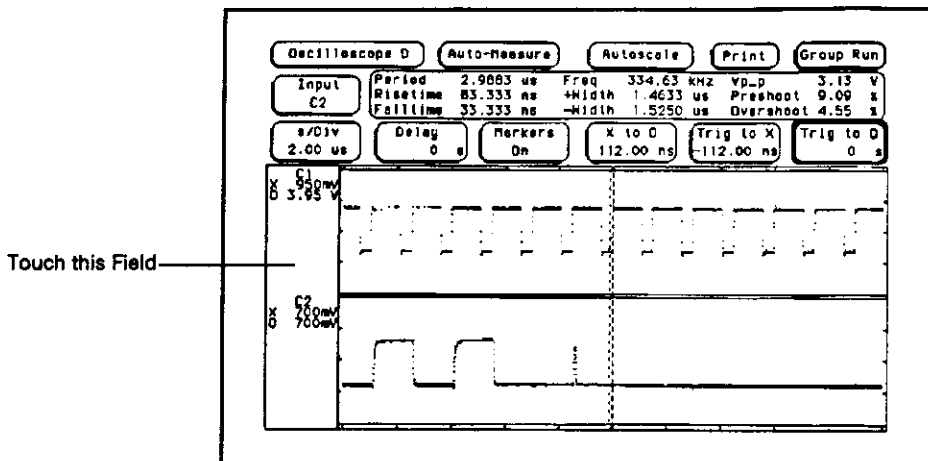 Oscilloscope D Auto-Measure Autoscale Print Group Run
Input C2
Period 2.9883 us Freq 334.63 kHz Vp_p 3.13 V
Risetime 83.333 ns +Width 1.4633 us Preshoot 9.09 %
Falltime 33.333 ns -Width 1.5250 us Overshoot 4.55 %
s/Div 2.00 us
Delay 0 s
Markers On
X to O 112.00 ns
Trig to X -112.00 ns
Trig to O 0 s
C1
X 950mV
O 3.95 V
Touch this Field
C2
X 700mV
O 700mV